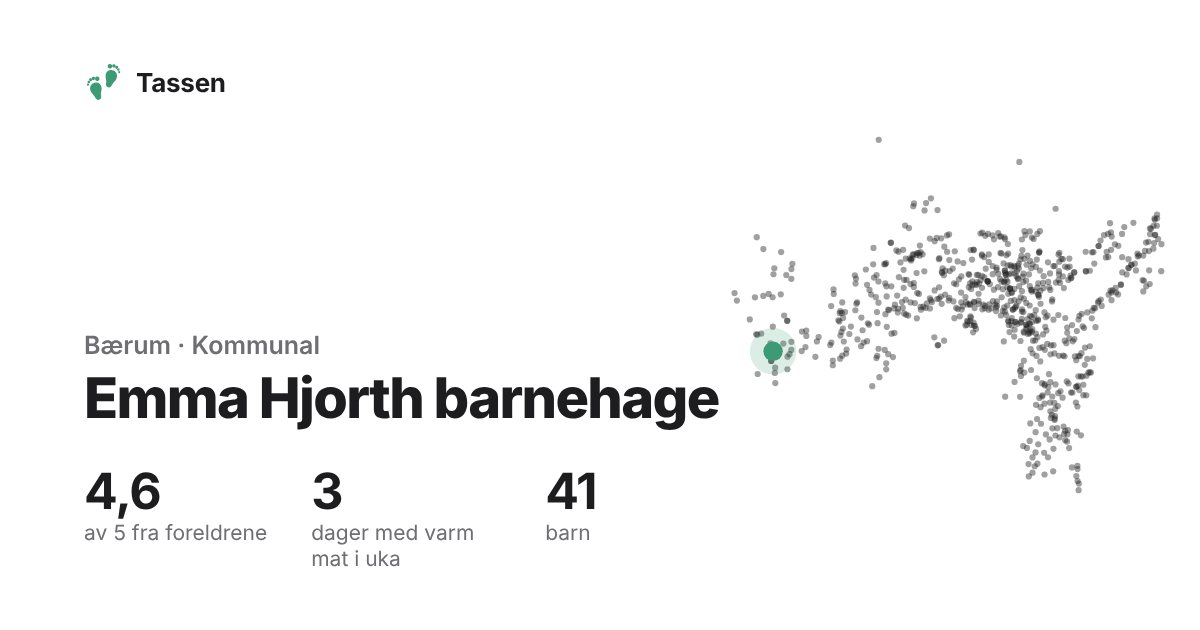 Tassen
Bærum · Kommunal
Emma Hjorth barnehage
4,6
av 5 fra foreldrene
3
dager med varm
mat i uka
41
barn